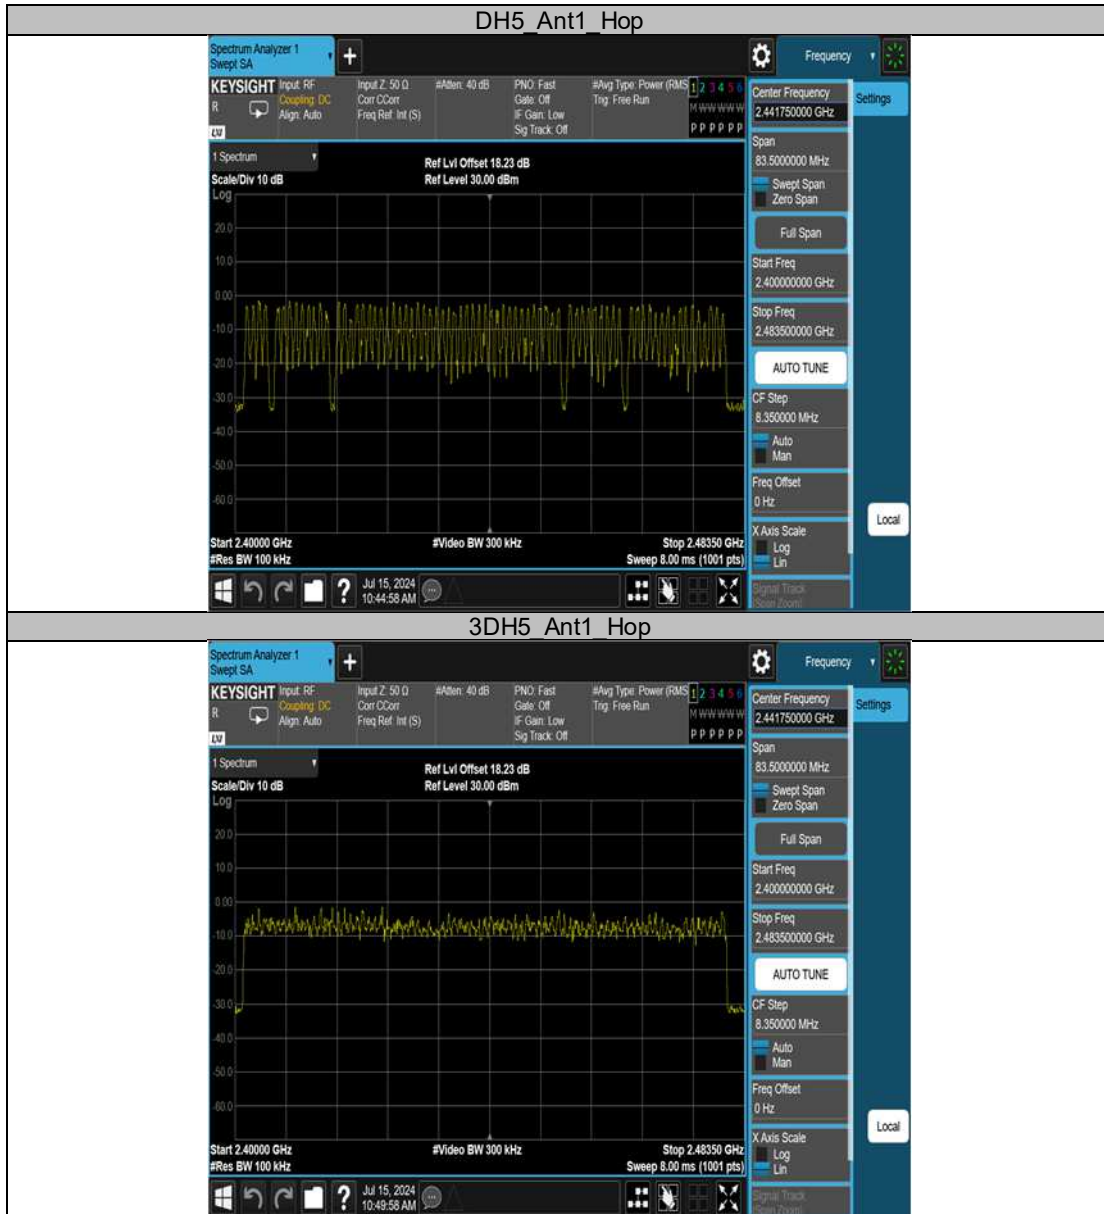 DH5_Ant1_Hop
Spectrum Analyzer 1
Swept SA
+
Frequency
KEYSIGHT
R
LXI
Input: RF
Coupling: DC
Align: Auto
Input Z: 50 Ω
Corr CCorr
Freq Ref: Int (S)
#Atten: 40 dB
PNO: Fast
Gate: Off
IF Gain: Low
Sig Track: Off
#Avg Type: Power (RMS
Trig: Free Run
1 2 3 4 5 6
M W W W W W
P P P P P P
1 Spectrum
Scale/Div 10 dB
Log
Ref Lvl Offset 18.23 dB
Ref Level 30.00 dBm
20.0
10.0
0.00
-10.0
-20.0
-30.0
-40.0
-50.0
-60.0
Start 2.40000 GHz
#Res BW 100 kHz
#Video BW 300 kHz
Stop 2.48350 GHz
Sweep 8.00 ms (1001 pts)
Jul 15, 2024
10:44:58 AM
Center Frequency
2.441750000 GHz
Settings
Span
83.5000000 MHz
Swept Span
Zero Span
Full Span
Start Freq
2.400000000 GHz
Stop Freq
2.483500000 GHz
AUTO TUNE
CF Step
8.350000 MHz
Auto
Man
Freq Offset
0 Hz
X Axis Scale
Log
Lin
Local
Signal Track
(Span Zoom)
3DH5_Ant1_Hop
Spectrum Analyzer 1
Swept SA
+
Frequency
KEYSIGHT
R
LXI
Input: RF
Coupling: DC
Align: Auto
Input Z: 50 Ω
Corr CCorr
Freq Ref: Int (S)
#Atten: 40 dB
PNO: Fast
Gate: Off
IF Gain: Low
Sig Track: Off
#Avg Type: Power (RMS
Trig: Free Run
1 2 3 4 5 6
M W W W W W
P P P P P P
1 Spectrum
Scale/Div 10 dB
Log
Ref Lvl Offset 18.23 dB
Ref Level 30.00 dBm
20.0
10.0
0.00
-10.0
-20.0
-30.0
-40.0
-50.0
-60.0
Start 2.40000 GHz
#Res BW 100 kHz
#Video BW 300 kHz
Stop 2.48350 GHz
Sweep 8.00 ms (1001 pts)
Jul 15, 2024
10:49:58 AM
Center Frequency
2.441750000 GHz
Settings
Span
83.5000000 MHz
Swept Span
Zero Span
Full Span
Start Freq
2.400000000 GHz
Stop Freq
2.483500000 GHz
AUTO TUNE
CF Step
8.350000 MHz
Auto
Man
Freq Offset
0 Hz
X Axis Scale
Log
Lin
Local
Signal Track
(Span Zoom)